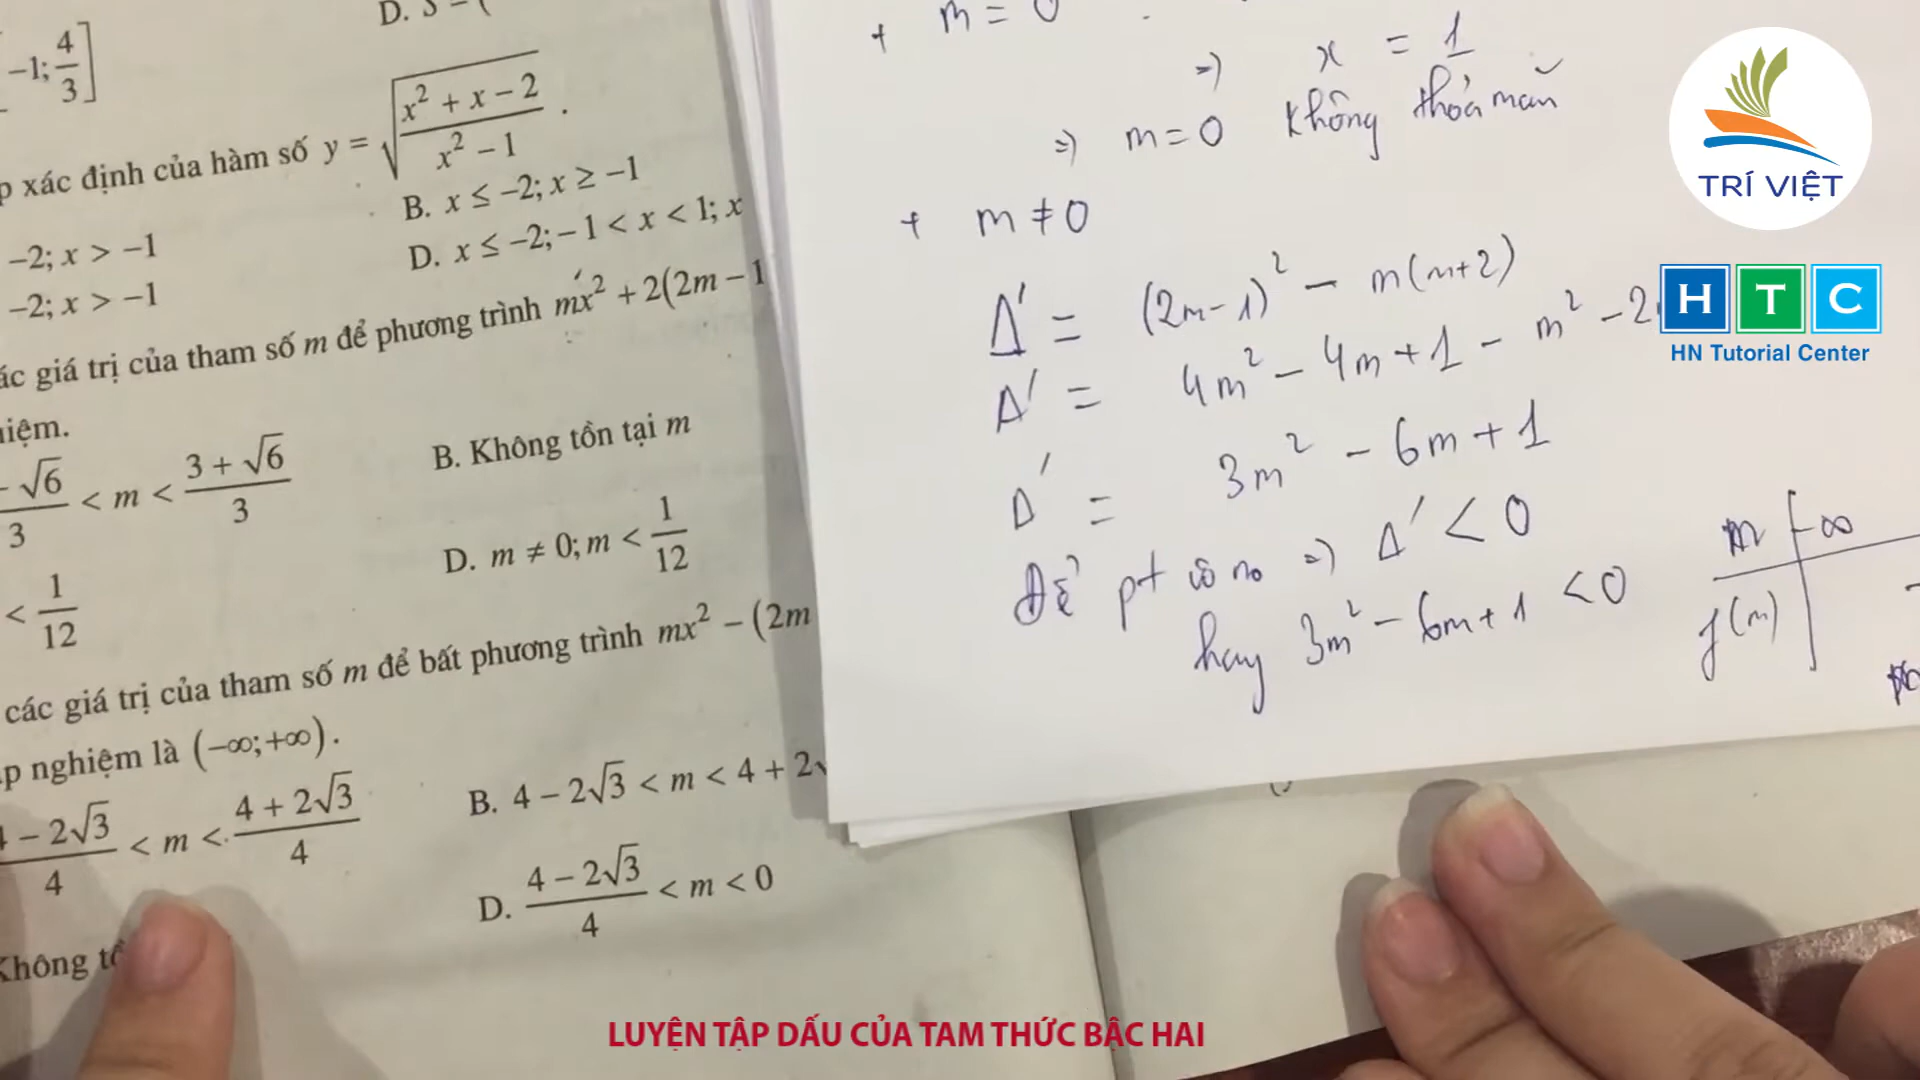 D. 3 - (
-1; 4/3]
p xác định của hàm số y = √((x² + x − 2)/(x² − 1)) .
B. x ≤ −2; x ≥ −1
−2; x > −1
D. x ≤ −2; −1 < x < 1; x
−2; x > −1
ác giá trị của tham số m để phương trình mx² + 2(2m − 1
iệm.
− √6/3 < m < (3 + √6)/3
B. Không tồn tại m
< 1/12
D. m ≠ 0; m < 1/12
các giá trị của tham số m để bất phương trình mx² − (2m
p nghiệm là (−∞;+∞).
4 − 2√3/4 < m < (4 + 2√3)/4
B. 4 − 2√3 < m < 4 + 2√
D. (4 − 2√3)/4 < m < 0
Không tồ
+ m = 0
=) x = 1
=) m = 0 không thỏa mãn
+ m ≠ 0
Δ' = (2m−1)² − m(m+2)
Δ' = 4m² − 4m + 1 − m² − 2
Δ' = 3m² − 6m + 1
Để pt vô no =) Δ' < 0
hay 3m² − 6m + 1 < 0
m −∞
f(m)
TRÍ VIỆT
H T C
HN Tutorial Center
LUYỆN TẬP DẤU CỦA TAM THỨC BẬC HAI